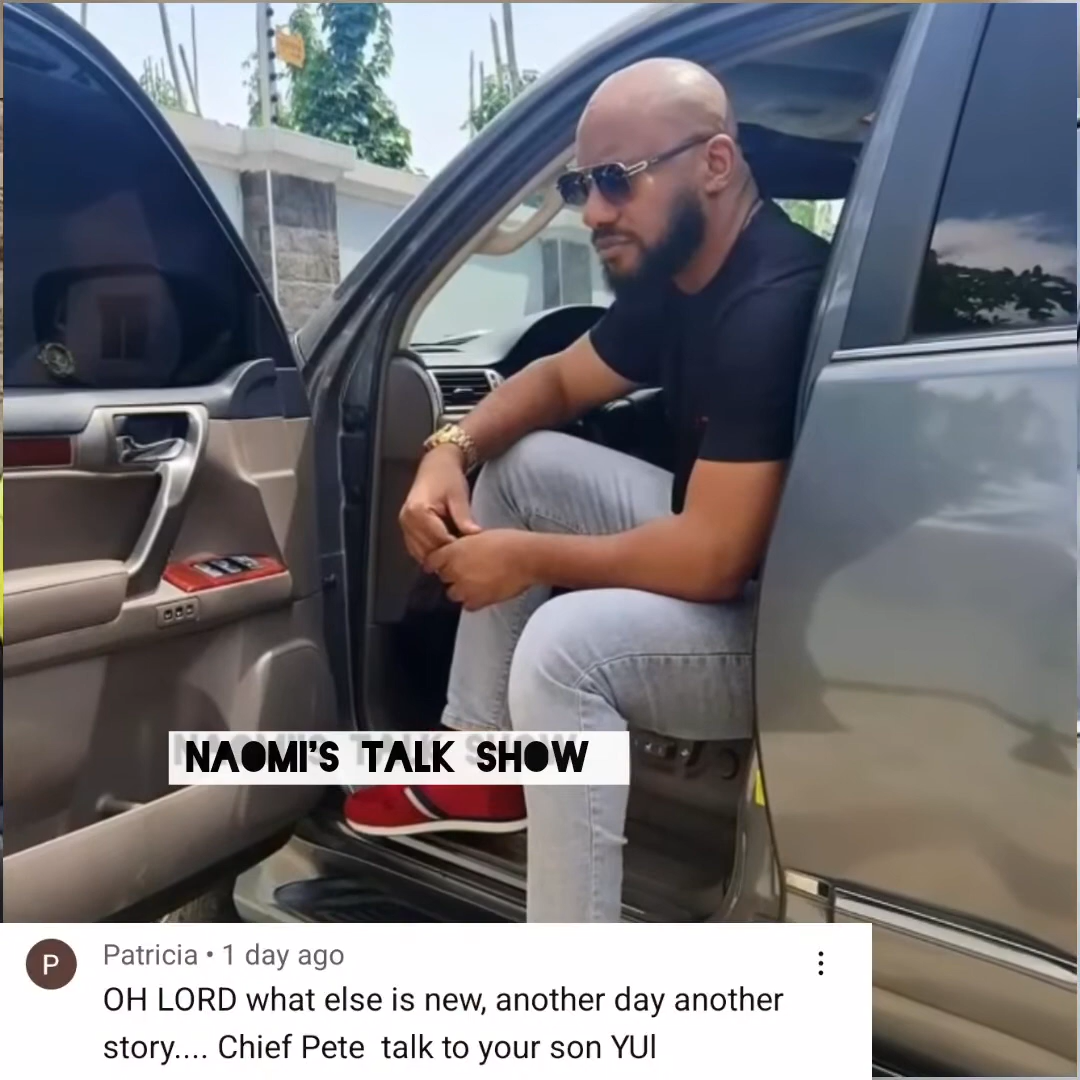 NAOMI'S TALK SHOW
P
Patricia • 1 day ago
OH LORD what else is new, another day another
story.... Chief Pete talk to your son YUl